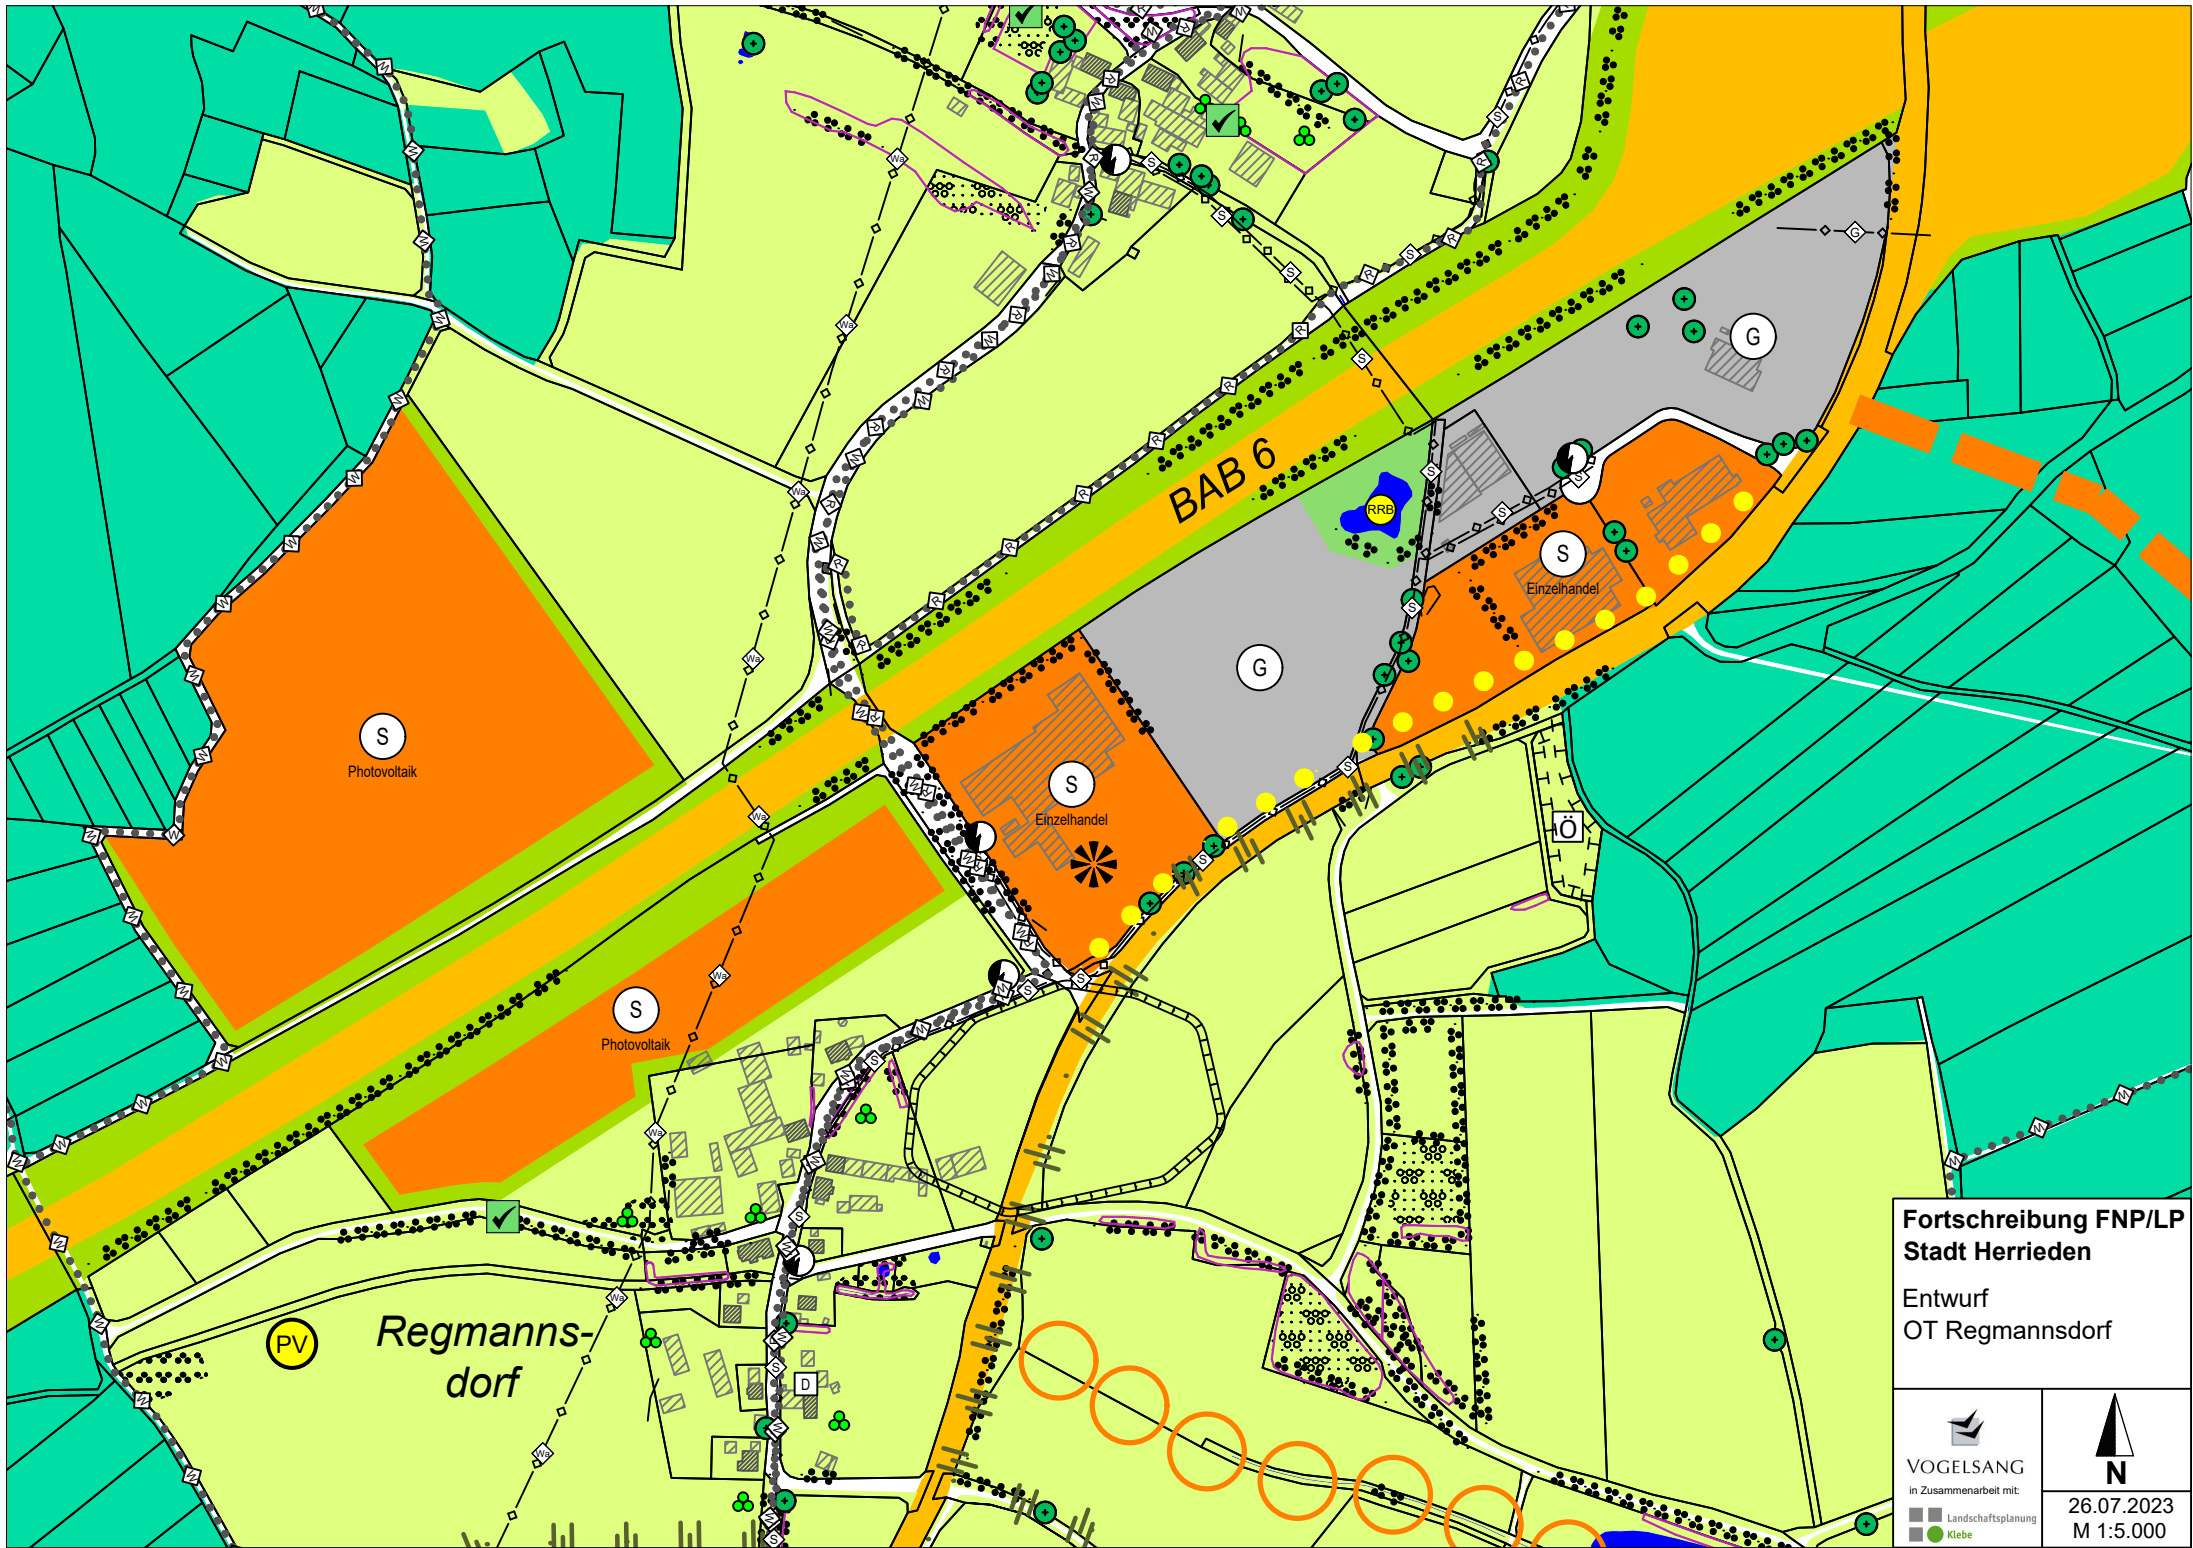 BAB 6
G
RRB
S
Einzelhandel
G
S
Photovoltaik
S
Einzelhandel
Ö
S
Photovoltaik
PV
Regmanns-
dorf
D
Fortschreibung FNP/LP
Stadt Herrieden
Entwurf
OT Regmannsdorf
VOGELSANG
in Zusammenarbeit mit:
Landschaftsplanung
Klebe
N
26.07.2023
M 1:5.000